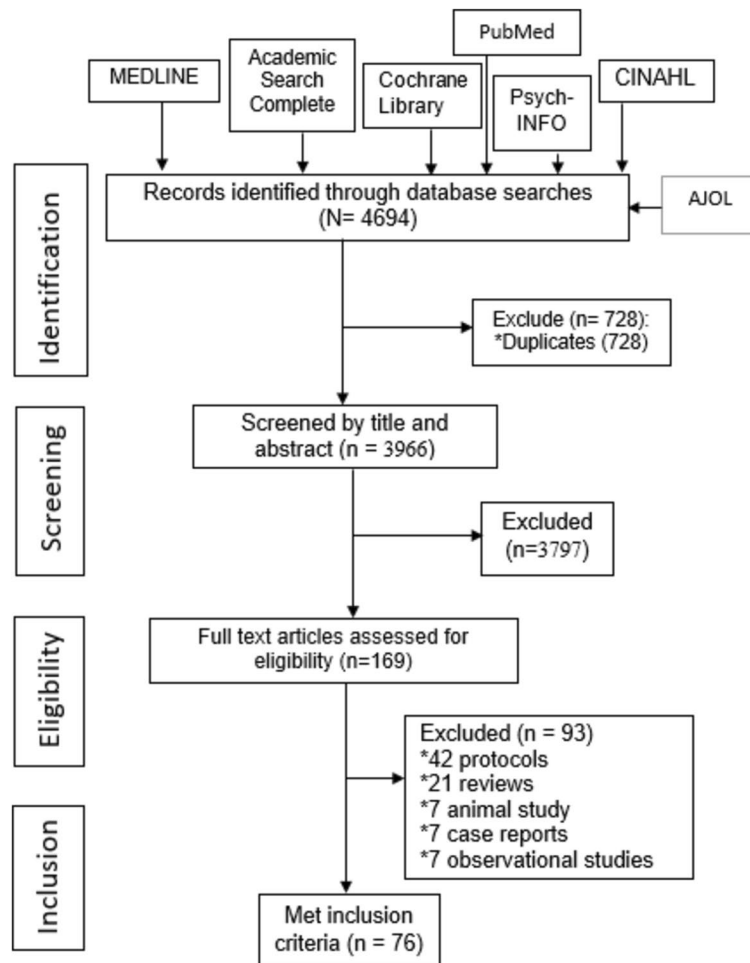 PubMed
MEDLINE
Academic
Search
Complete
Cochrane
Library
Psych-
INFO
CINAHL
Records identified through database searches
(N= 4694)
AJOL
Identification
Exclude (n= 728):
*Duplicates (728)
Screened by title and
abstract (n = 3966)
Screening
Excluded
(n=3797)
Full text articles assessed for
eligibility (n=169)
Eligibility
Excluded (n = 93)
*42 protocols
*21 reviews
*7 animal study
*7 case reports
*7 observational studies
Inclusion
Met inclusion
criteria (n = 76)